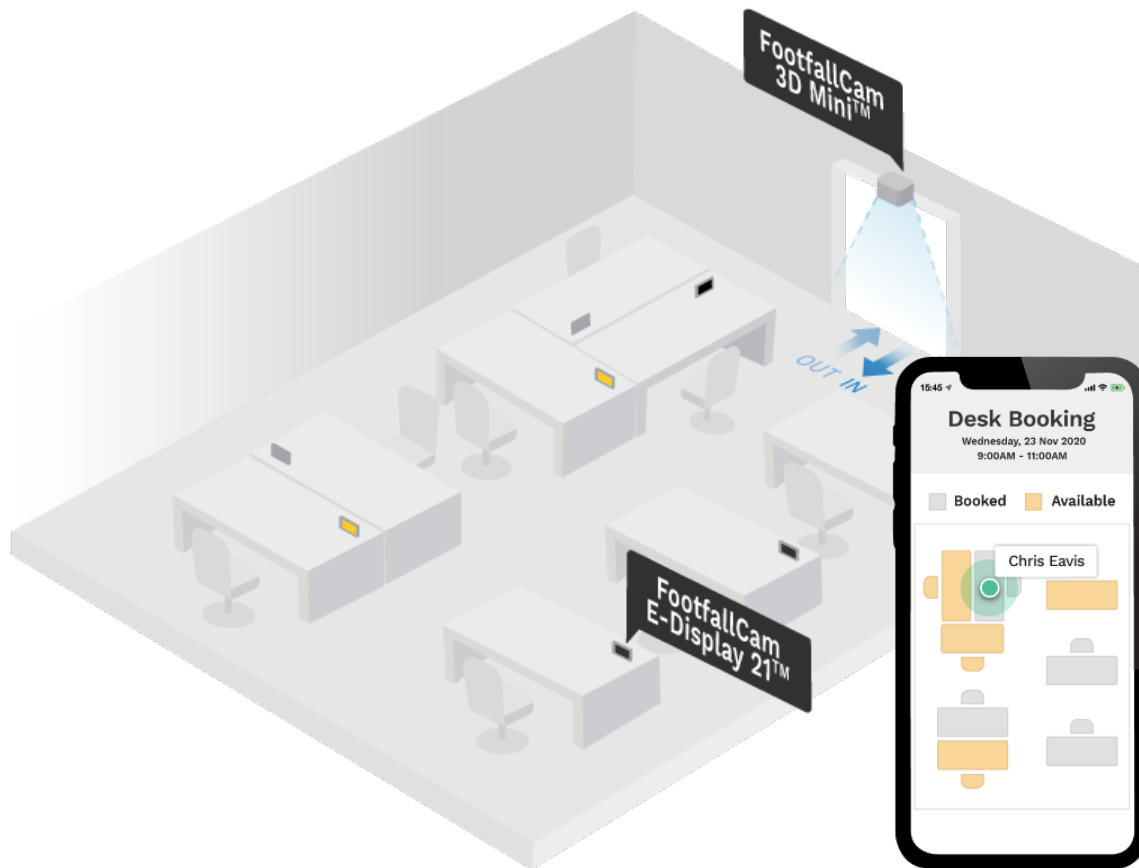 FootfallCam
3D Mini™
OUT IN
FootfallCam
E-Display 21™
15:45
Desk Booking
Wednesday, 23 Nov 2020
9:00AM - 11:00AM
Booked
Available
Chris Eavis